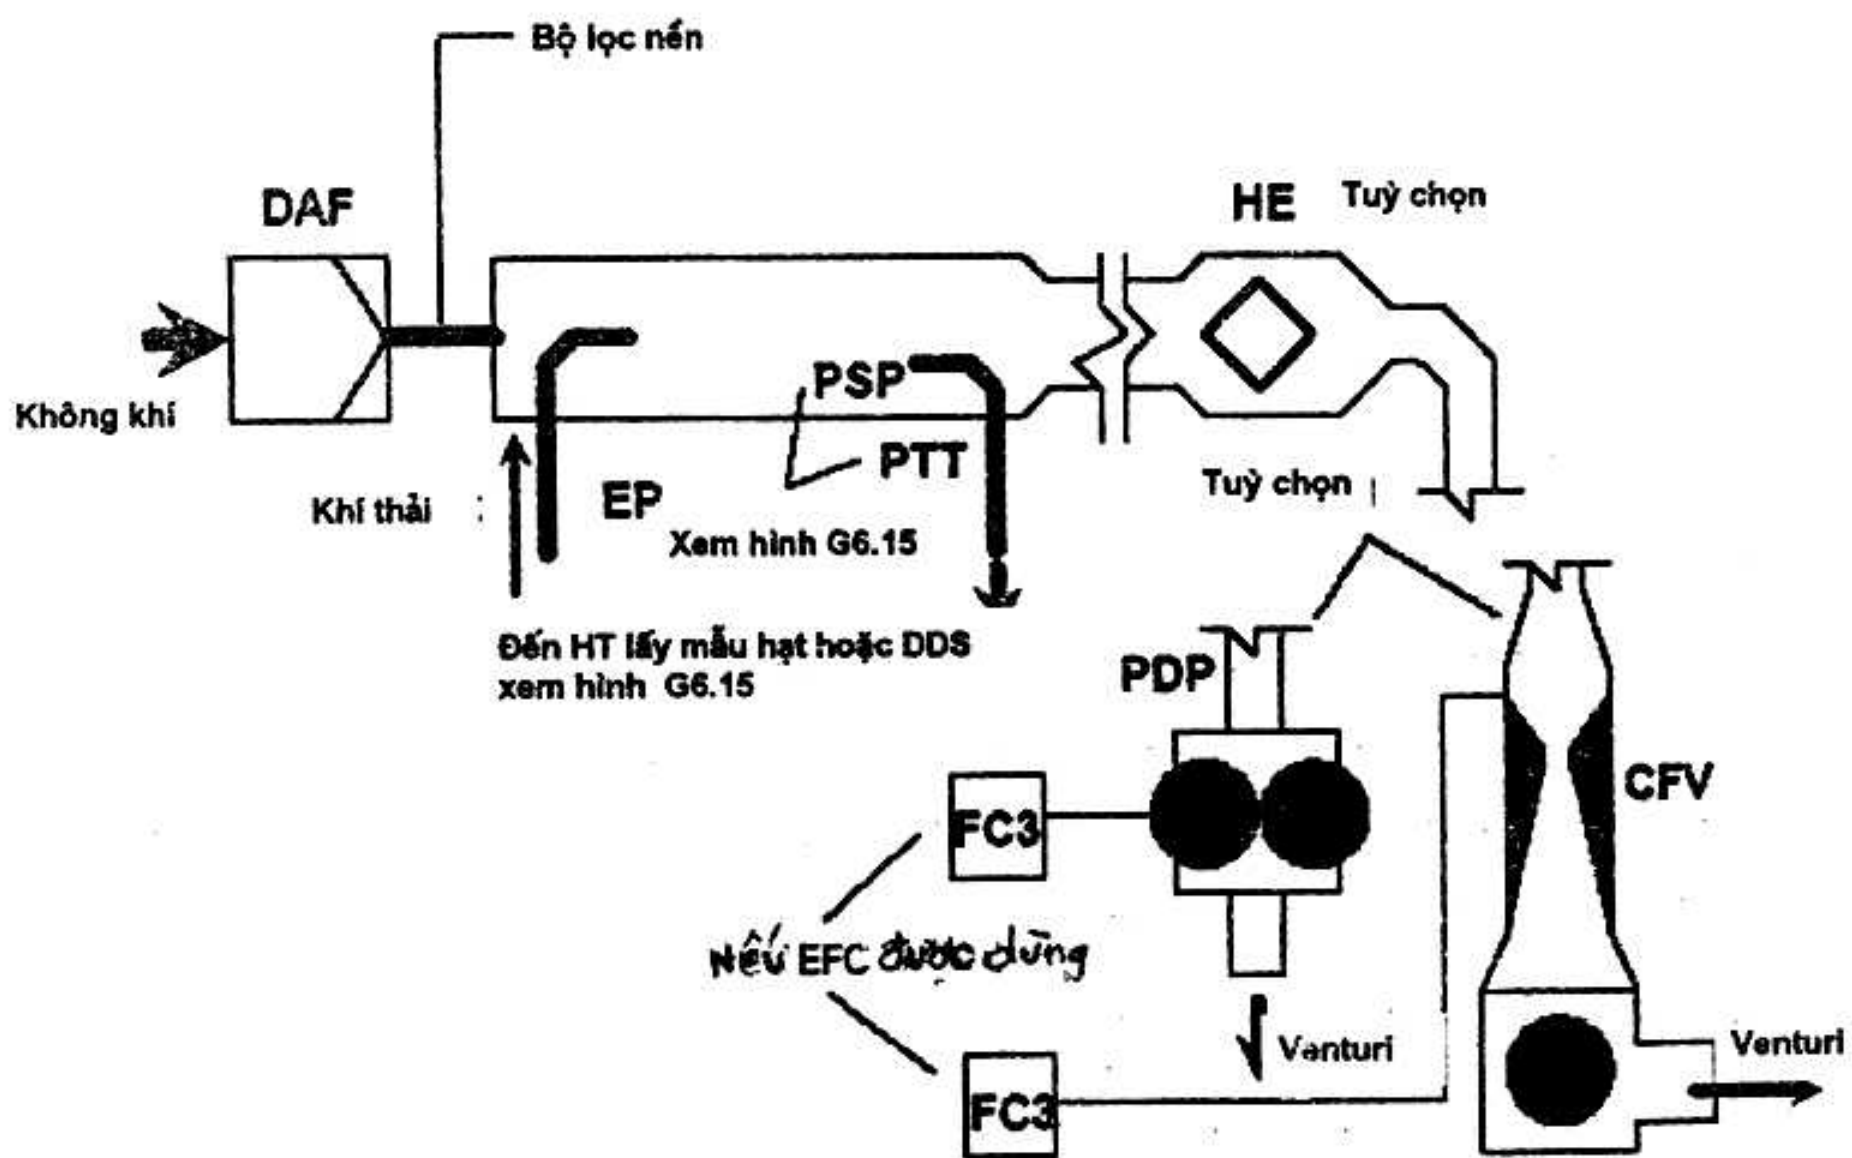 Bộ lọc nền
DAF
HE Tuỳ chọn
Không khí
PSP
PTT
Khí thải
EP
Xem hình G6.15
Tuỳ chọn
Đến HT lấy mẫu hạt hoặc DDS
xem hình G6.15
PDP
CFV
FC3
Nếu EFC được dùng
Venturi
Venturi
FC3